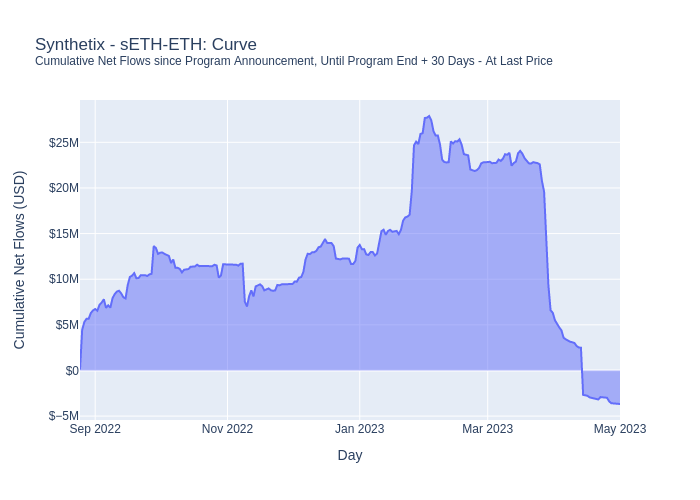 Synthetix - sETH-ETH: Curve
Cumulative Net Flows since Program Announcement, Until Program End + 30 Days - At Last Price
Cumulative Net Flows (USD)
$25M
$20M
$15M
$10M
$5M
$0
$−5M
Sep 2022 Nov 2022 Jan 2023 Mar 2023 May 2023
Day